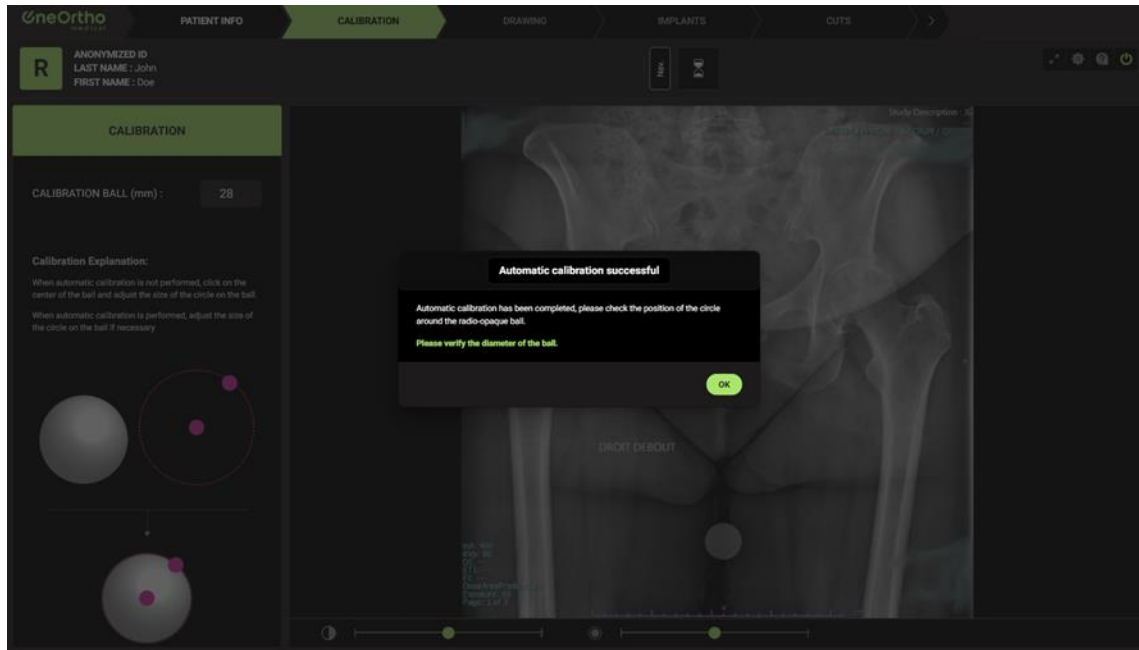 OneOrtho
medical
PATIENT INFO
CALIBRATION
DRAWING
IMPLANTS
CUTS
R
ANONYMIZED ID
LAST NAME : John
FIRST NAME : Doe
Nav.
CALIBRATION
CALIBRATION BALL (mm) :
28
Calibration Explanation:
When automatic calibration is not performed, click on the
center of the ball and adjust the size of the circle on the ball.
When automatic calibration is performed, adjust the size of
the circle on the ball if necessary
Study Description :
Automatic calibration successful
Automatic calibration has been completed, please check the position of the circle
around the radio-opaque ball.
Please verify the diameter of the ball.
OK
DROIT DEBOUT